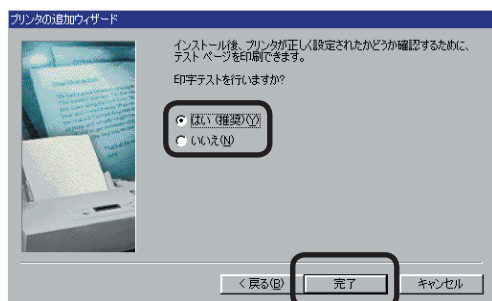 プリンタの追加ウィザード
インストール後、プリンタが正しく設定されたかどうか確認するために、
テスト ページを印刷できます。
印字テストを行いますか?
はい (推奨)(Y)
いいえ(N)
< 戻る(B)
完了
キャンセル